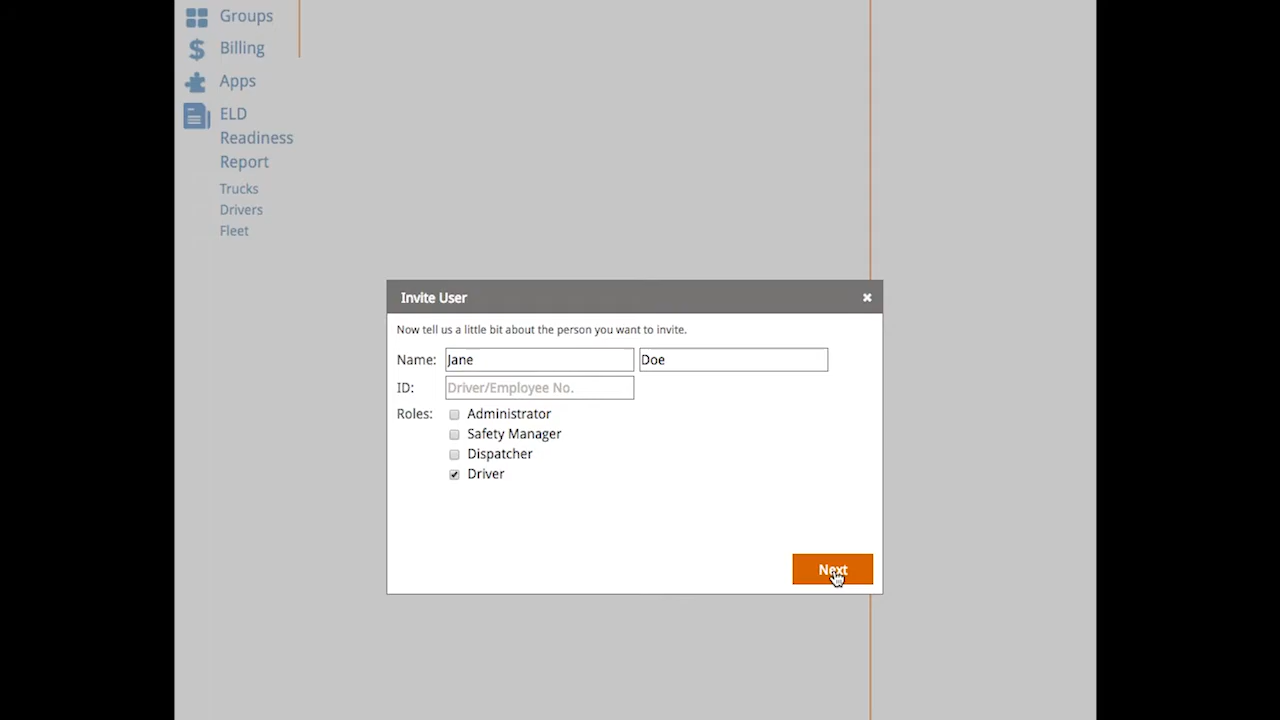 Groups
Billing
Apps
ELD
Readiness
Report
Trucks
Drivers
Fleet
Invite User
Now tell us a little bit about the person you want to invite.
Name: Jane Doe
ID: Driver/Employee No.
Roles: Administrator
Safety Manager
Dispatcher
Driver
Next